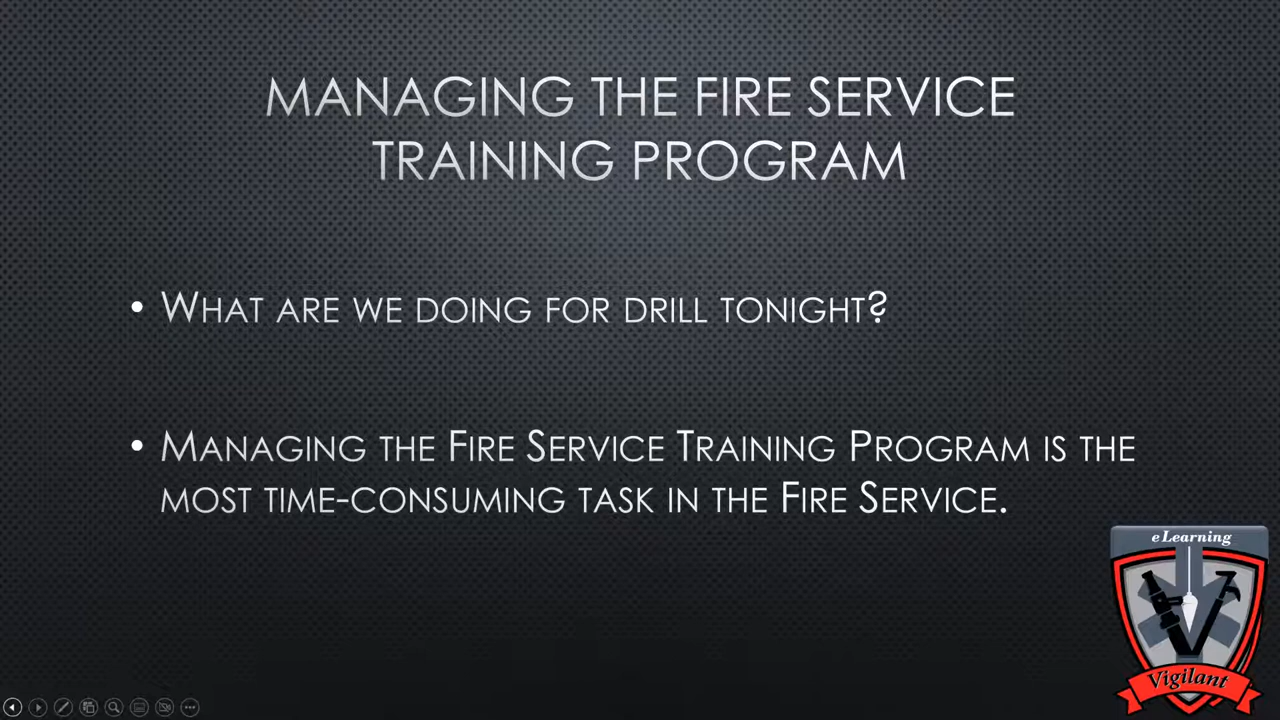 MANAGING THE FIRE SERVICE
TRAINING PROGRAM
• WHAT ARE WE DOING FOR DRILL TONIGHT?
• MANAGING THE FIRE SERVICE TRAINING PROGRAM IS THE
MOST TIME-CONSUMING TASK IN THE FIRE SERVICE.
eLearning
Vigilant